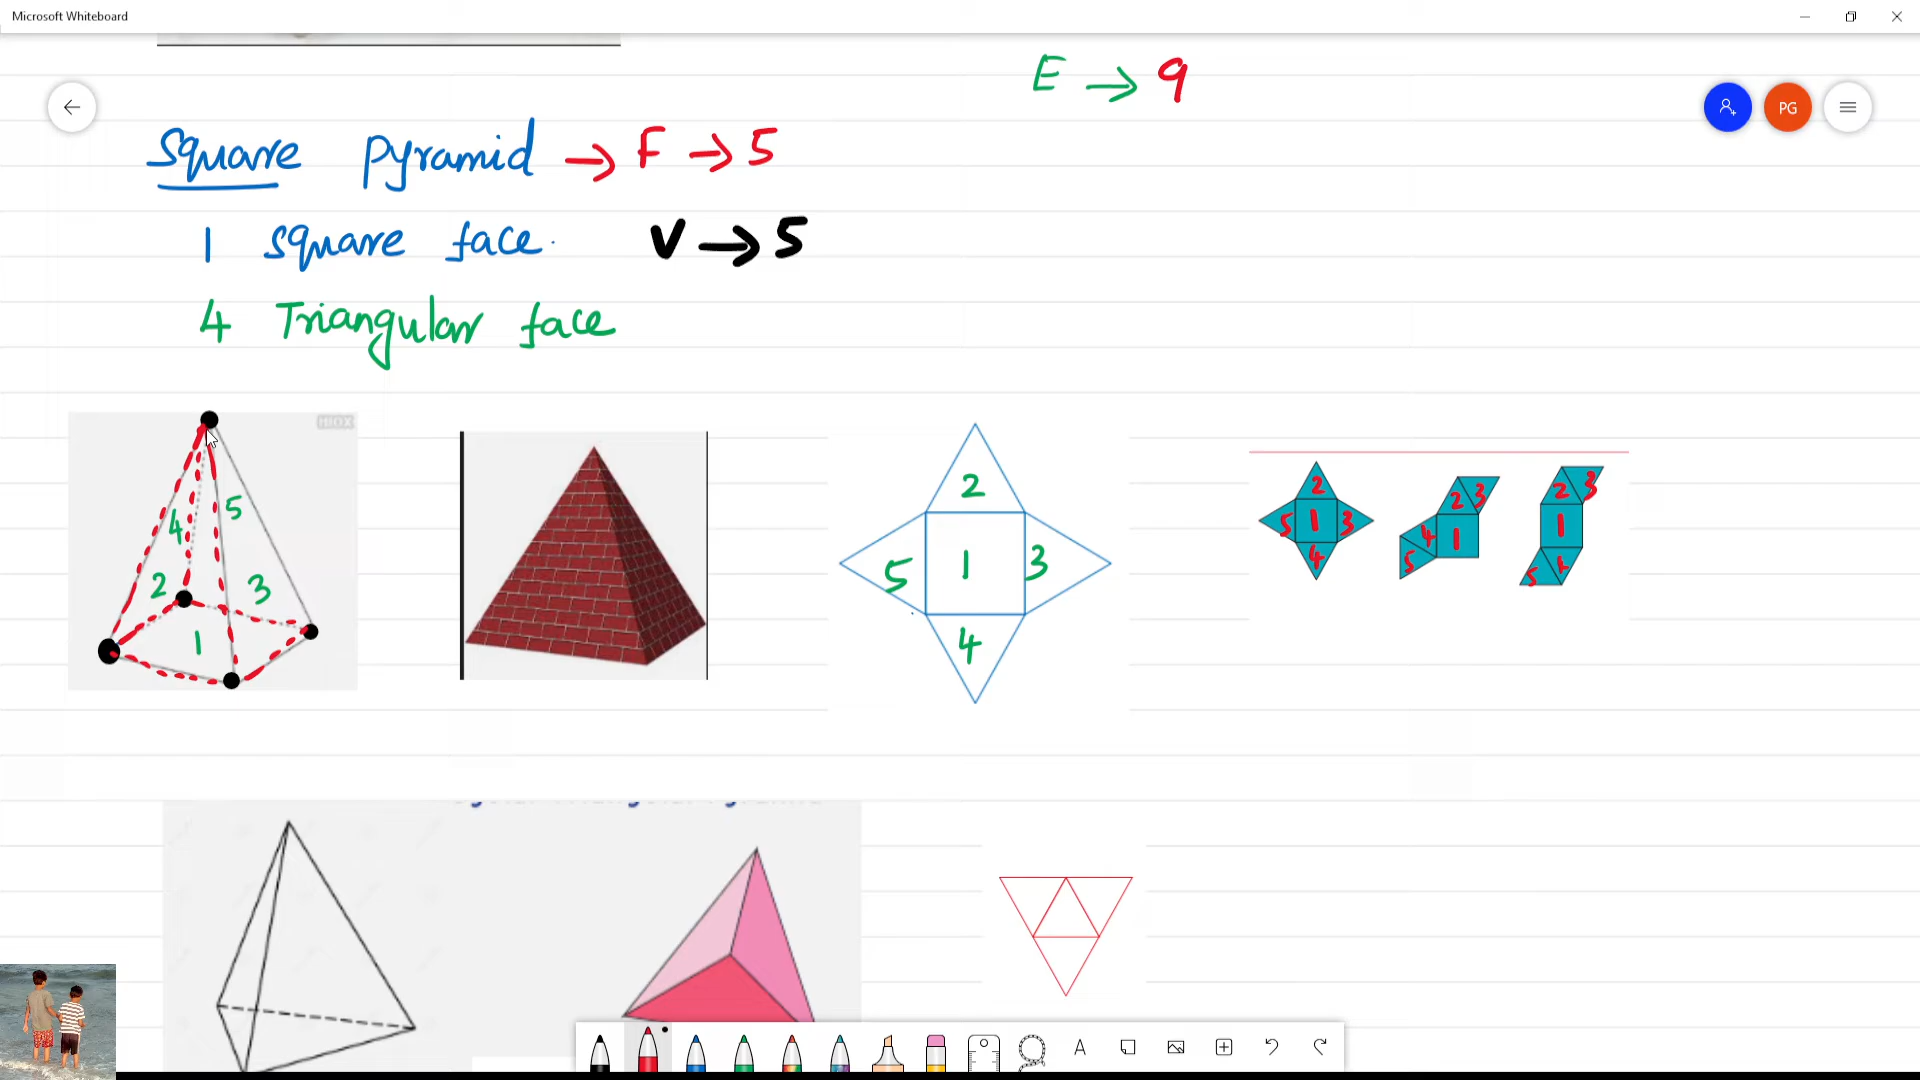 Microsoft Whiteboard
E → 9
PG
Square Pyramid → F → 5
1 square face. V → 5
4 Triangular face
HIOX
4 5
2 3
1
2
5 1 3
4
2
5 1 3
4
2 3
4 1
5
2 3
1
5 4
A